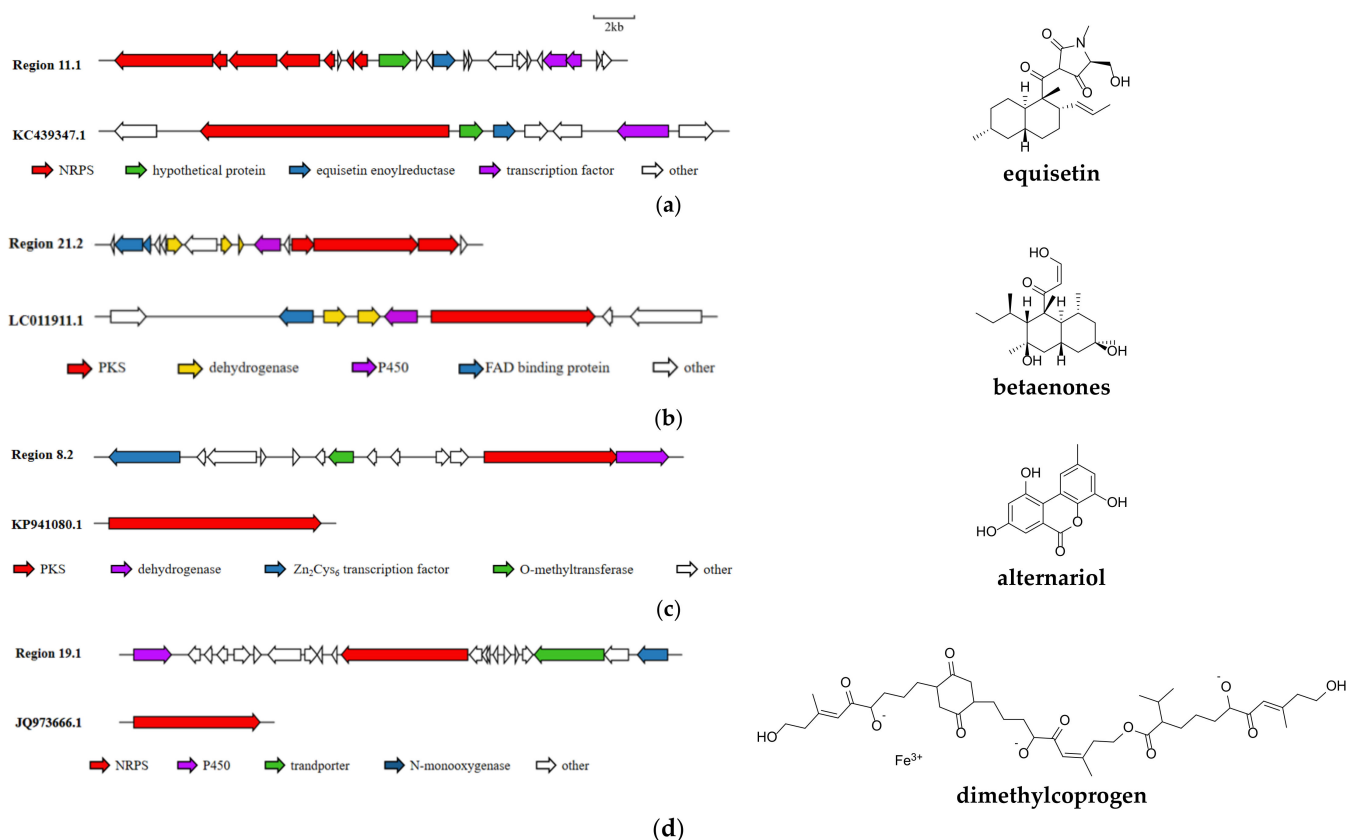 2kb
Region 11.1
KC439347.1
NRPS hypothetical protein equisetin enoylreductase transcription factor other
(a)
O N O O OH H H
equisetin
Region 21.2
LC011911.1
PKS dehydrogenase P450 FAD binding protein other
(b)
HO O H H OH H OH
betaenones
Region 8.2
KP941080.1
PKS dehydrogenase Zn₂Cys₆ transcription factor O-methyltransferase other
(c)
OH OH HO O O
alternariol
Region 19.1
JQ973666.1
NRPS P450 trandporter N-monooxygenase other
(d)
HO O O - O O O - O O O O - O OH
Fe3+
dimethylcoprogen